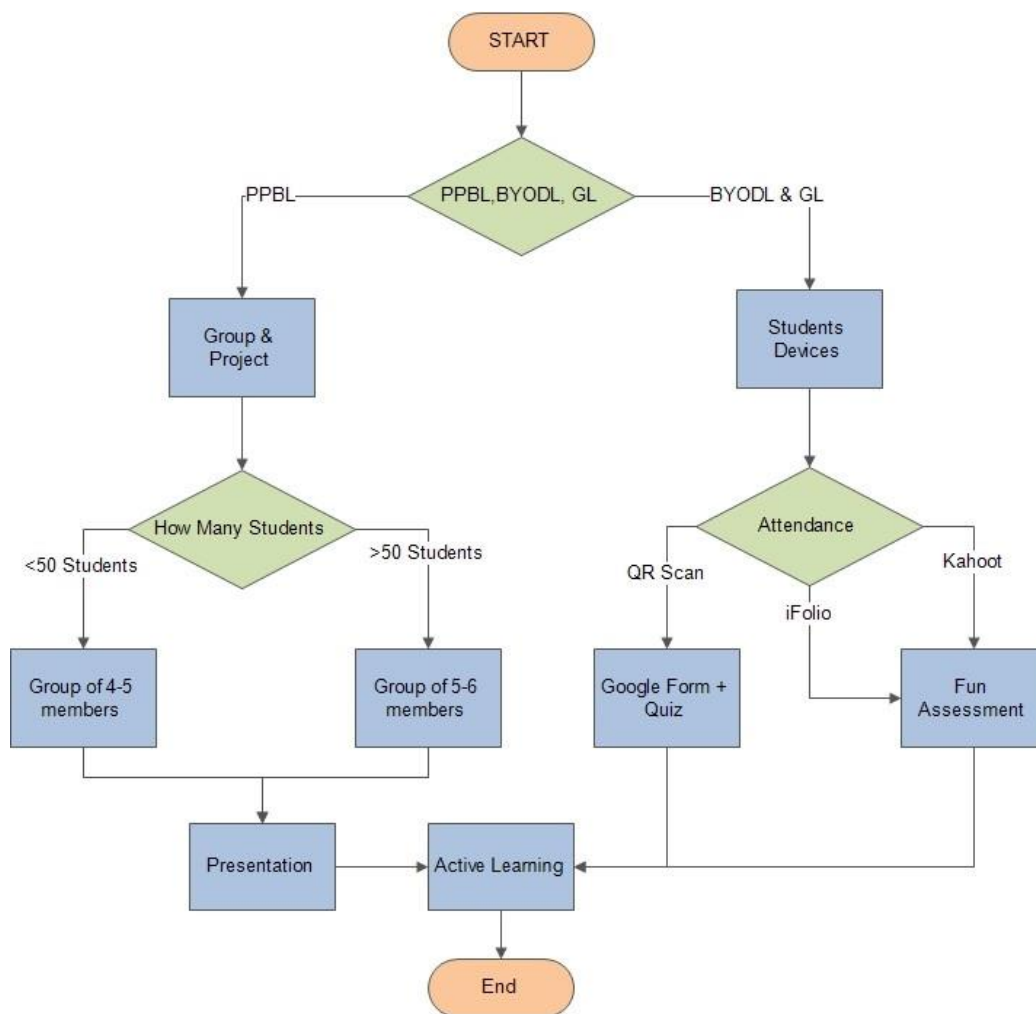 START
PPBL,BYODL, GL
PPBL
BYODL & GL
Group &
Project
Students
Devices
How Many Students
Attendance
<50 Students
>50 Students
QR Scan
iFolio
Kahoot
Group of 4-5
members
Group of 5-6
members
Google Form +
Quiz
Fun
Assessment
Presentation
Active Learning
End